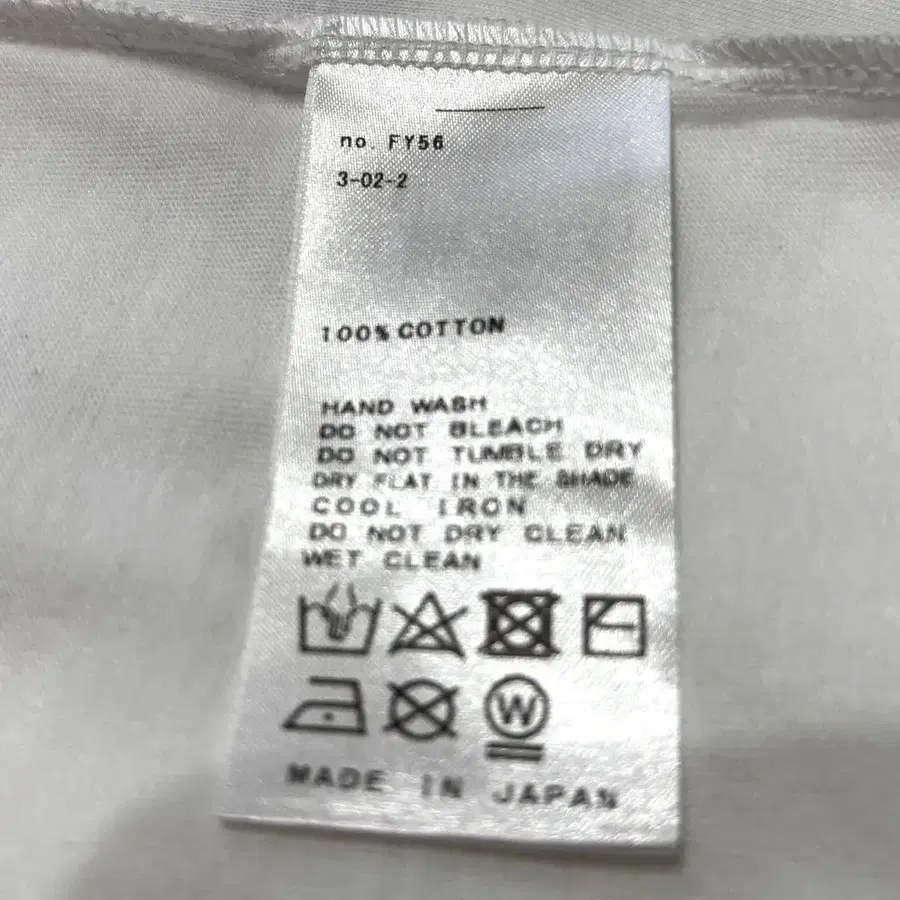 no. FY56
3-02-2
100% COTTON
HAND WASH
DO NOT BLEACH
DO NOT TUMBLE DRY
DRY FLAT IN THE SHADE
COOL IRON
DO NOT DRY CLEAN
WET CLEAN
W
MADE IN JAPAN